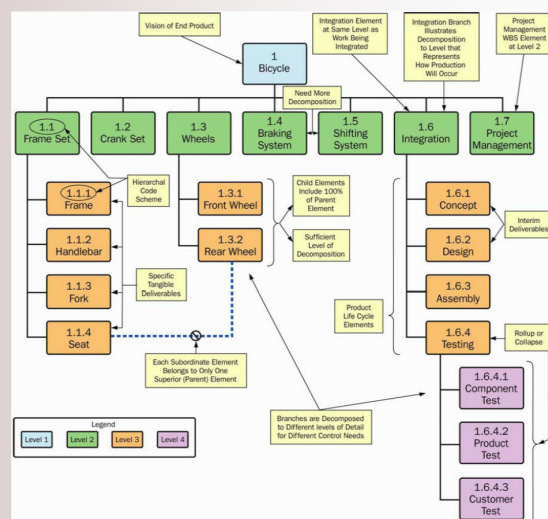 Vision of End Product
Integration Element
at Same Level as
Work Being
Integrated
Integration Branch
Illustrates
Decomposition
to Level that
Represents
How Production
Will Occur
Project
Management
WBS Element
at Level 2
1
Bicycle
Need More
Decomposition
1.1
Frame Set
1.2
Crank Set
1.3
Wheels
1.4
Braking
System
1.5
Shifting
System
1.6
Integration
1.7
Project
Management
1.1.1
Frame
Hierarchal
Code
Scheme
1.3.1
Front Wheel
Child Elements
Include 100%
of Parent
Element
1.6.1
Concept
1.1.2
Handlebar
1.3.2
Rear Wheel
Sufficient
Level of
Decomposition
1.6.2
Design
Interim
Deliverables
1.1.3
Fork
Specific
Tangible
Deliverables
1.6.3
Assembly
Product
Life Cycle
Elements
1.1.4
Seat
1.6.4
Testing
Rollup or
Collapse
Each Subordinate Element
Belongs to Only One
Superior (Parent) Element
1.6.4.1
Component
Test
Branches are Decomposed
to Different levels of Detail
for Different Control Needs
Legend
Level 1
Level 2
Level 3
Level 4
1.6.4.2
Product
Test
1.6.4.3
Customer
Test